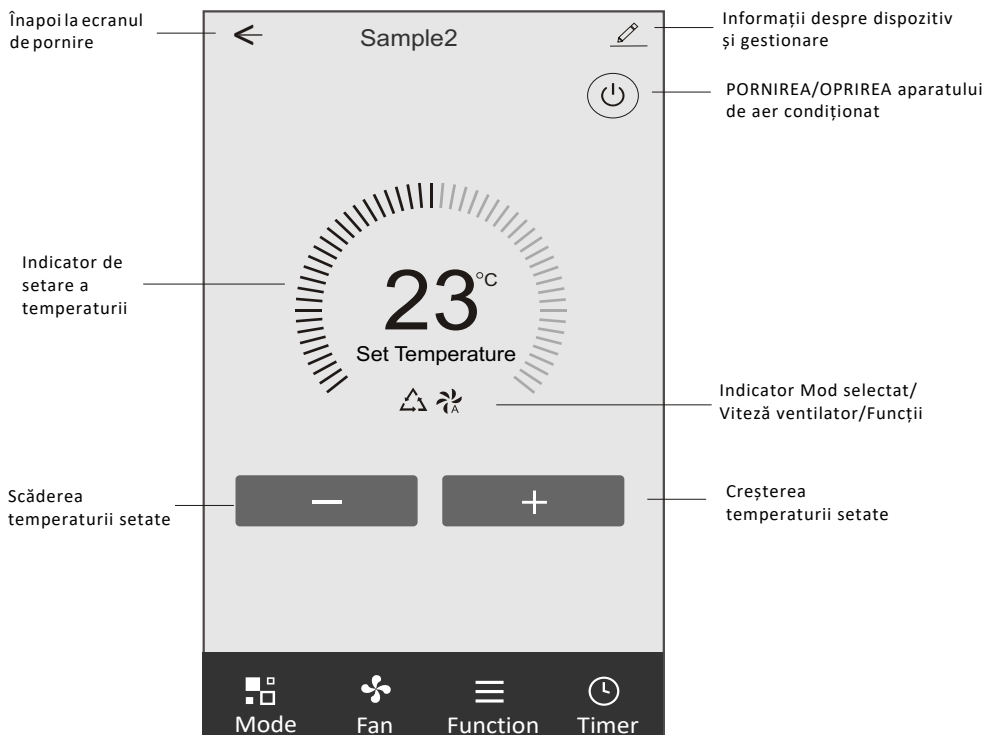 Înapoi la ecranul
de pornire
Sample2
Informații despre dispozitiv
și gestionare
PORNIREA/OPRIREA aparatului
de aer condiționat
Indicator de
setare a
temperaturii
23°C
Set Temperature
A
Indicator Mod selectat/
Viteză ventilator/Funcții
Scăderea
temperaturii setate
Creșterea
temperaturii setate
Mode
Fan
Function
Timer